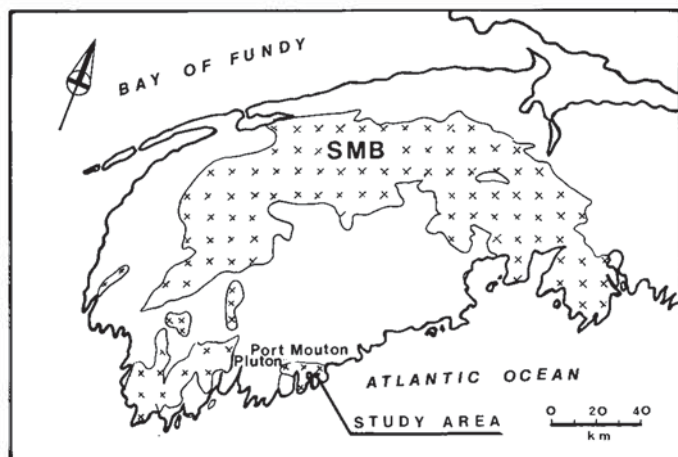 BAY OF FUNDY
SMB
Port Mouton
Pluton
ATLANTIC OCEAN
STUDY AREA
0 20 40
km